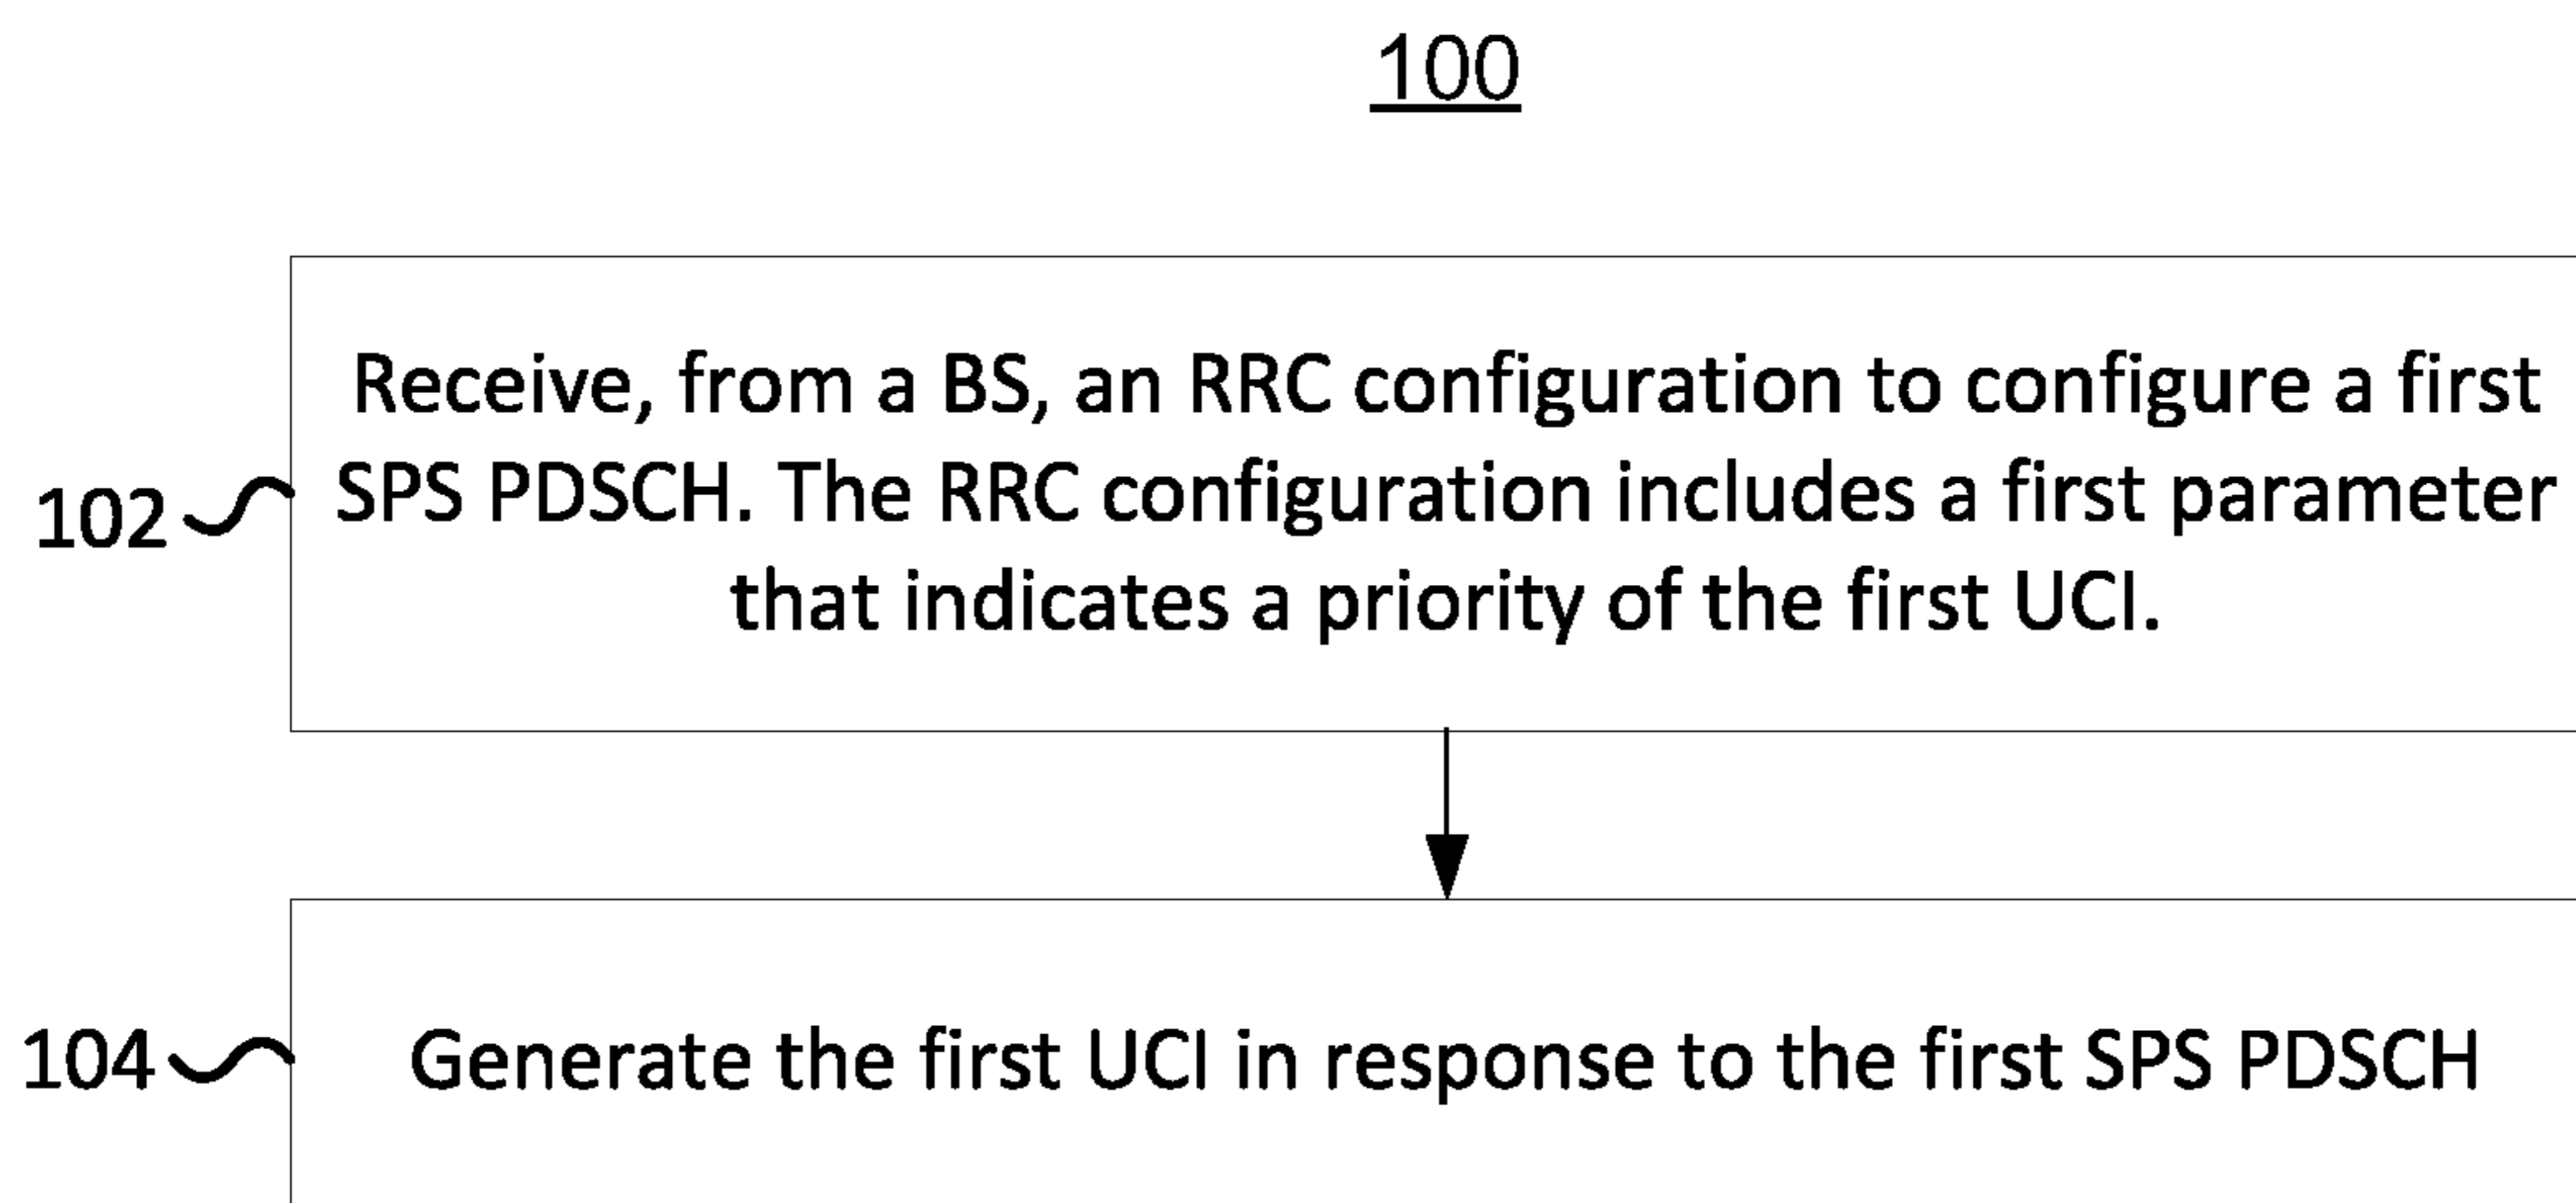 100
Receive, from a BS, an RRC configuration to configure a first
102
SPS PDSCH. The RRC configuration includes a first parameter
that indicates a priority of the first UCI.
104
Generate the first UCI in response to the first SPS PDSCH